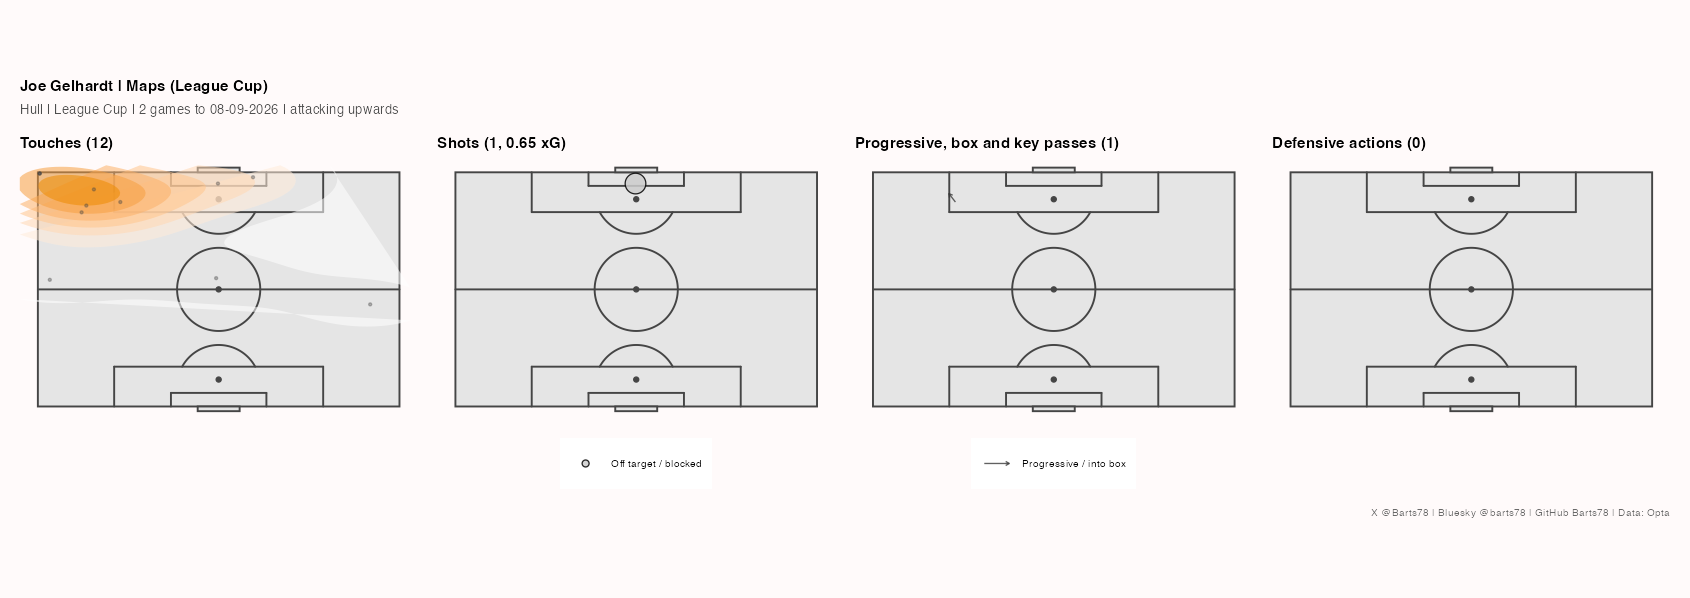 Joe Gelhardt | Maps (League Cup)
Hull | League Cup | 2 games to 08-09-2026 | attacking upwards
Touches (12)
Shots (1, 0.65 xG)
Progressive, box and key passes (1)
Defensive actions (0)
Off target / blocked
Progressive / into box
X @Barts78 | Bluesky @barts78 | GitHub Barts78 | Data: Opta